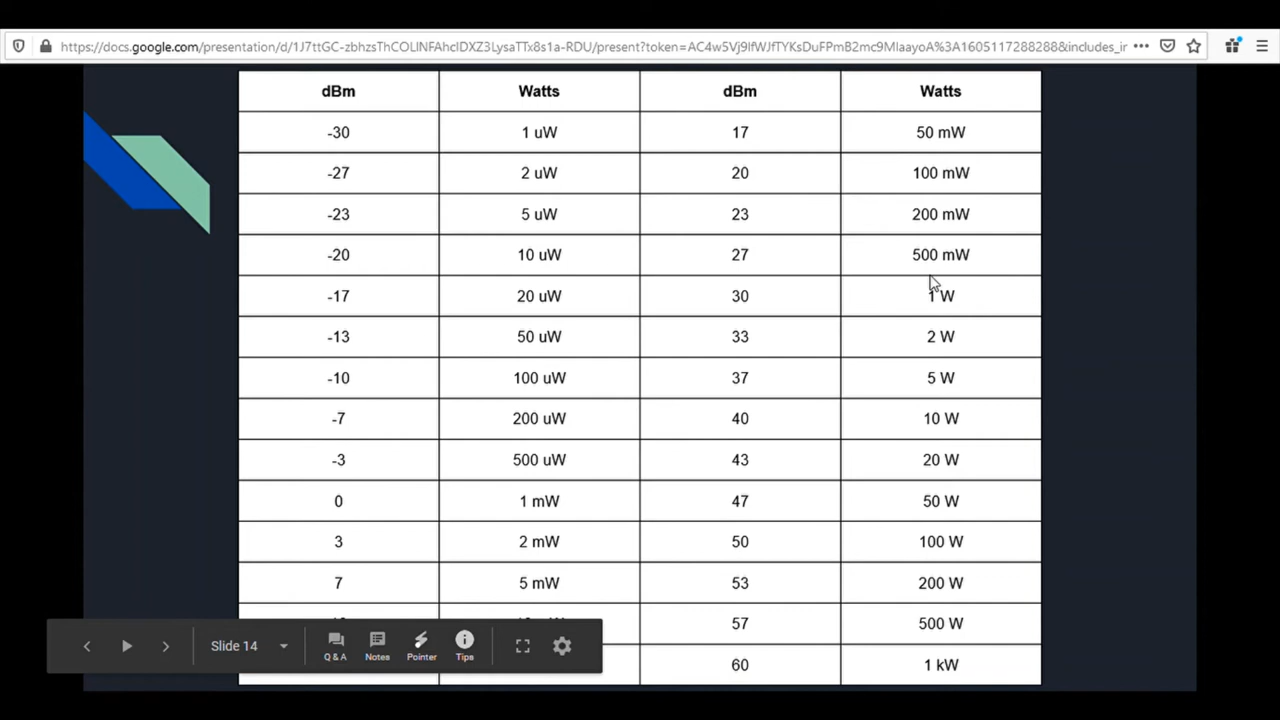 https://docs.google.com/presentation/d/1J7ttGC-zbhzsThCOLINFAhcIDXZ3LysaTTx8s1a-RDU/present?token=AC4w5Vj9lfWJfTYKsDuFPmB2mc9MIaayoA%3A1605117288288&includes_ir
dBm Watts dBm Watts
-30 1 uW 17 50 mW
-27 2 uW 20 100 mW
-23 5 uW 23 200 mW
-20 10 uW 27 500 mW
-17 20 uW 30 1 W
-13 50 uW 33 2 W
-10 100 uW 37 5 W
-7 200 uW 40 10 W
-3 500 uW 43 20 W
0 1 mW 47 50 W
3 2 mW 50 100 W
7 5 mW 53 200 W
57 500 W
60 1 kW
Slide 14
Q & A Notes Pointer Tips